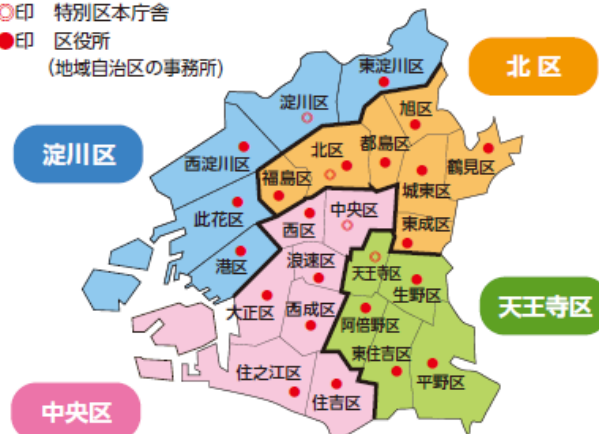 ◎印 特別区本庁舎
●印 区役所
(地域自治区の事務所)
北区
淀川区
天王寺区
中央区
東淀川区
淀川区
旭区
北区
都島区
鶴見区
西淀川区
福島区
城東区
此花区
中央区
東成区
西区
港区
浪速区
天王寺区
生野区
大正区
西成区
阿倍野区
東住吉区
住之江区
平野区
住吉区